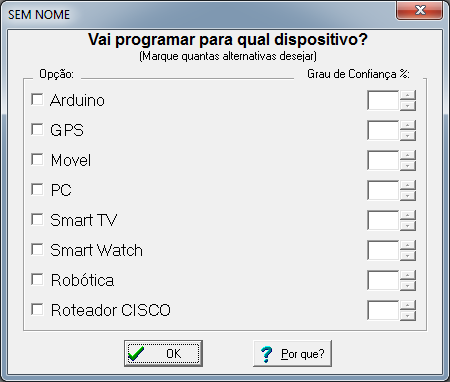 SEM NOME
Vai programar para qual dispositivo?
(Marque quantas alternativas desejar)
Opção: Grau de Confiança %:
Arduino
GPS
Movel
PC
Smart TV
Smart Watch
Robótica
Roteador CISCO
OK ? Por que?